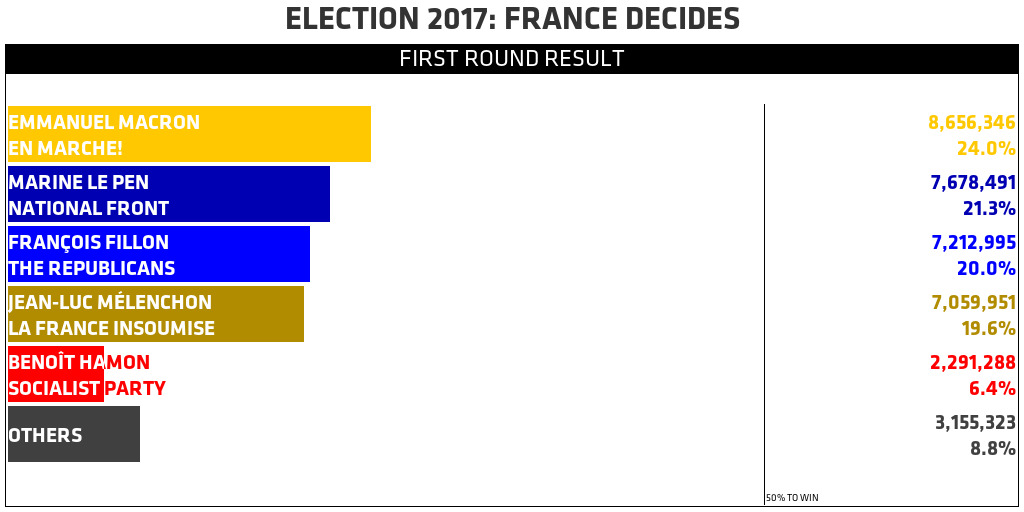 ELECTION 2017: FRANCE DECIDES
FIRST ROUND RESULT
EMMANUEL MACRON 8,656,346
EN MARCHE! 24.0%
MARINE LE PEN 7,678,491
NATIONAL FRONT 21.3%
FRANÇOIS FILLON 7,212,995
THE REPUBLICANS 20.0%
JEAN-LUC MÉLENCHON 7,059,951
LA FRANCE INSOUMISE 19.6%
BENOÎT HAMON 2,291,288
SOCIALIST PARTY 6.4%
OTHERS 3,155,323
8.8%
50% TO WIN